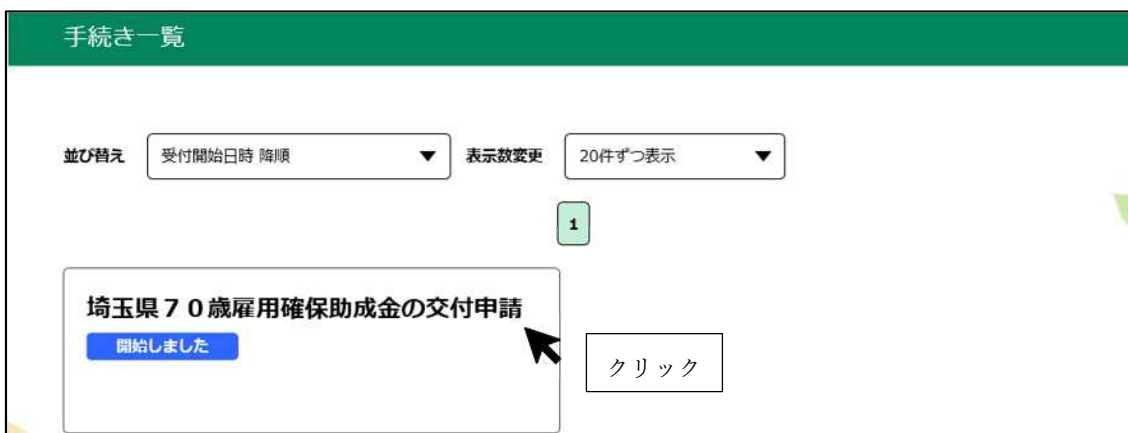 手続き一覧
並び替え 受付開始日時 降順 ▼ 表示数変更 20件ずつ表示 ▼
1
埼玉県７０歳雇用確保助成金の交付申請
開始しました
クリック